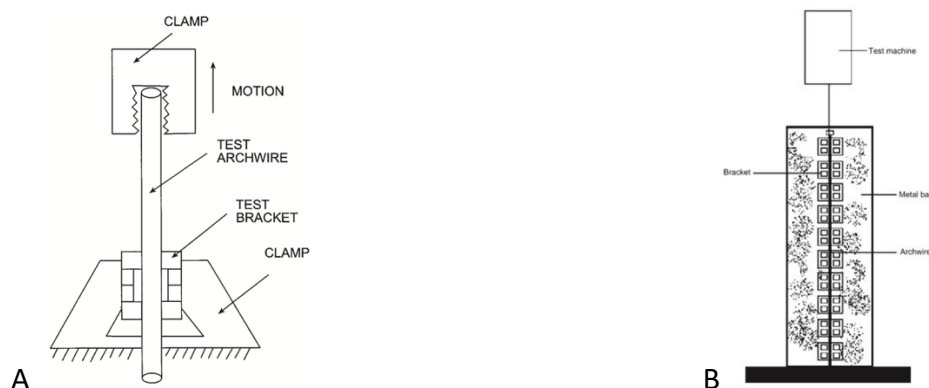 CLAMP
MOTION
TEST
ARCHWIRE
TEST
BRACKET
CLAMP
A
Test machine
Bracket
Metal ba
Archwire
B